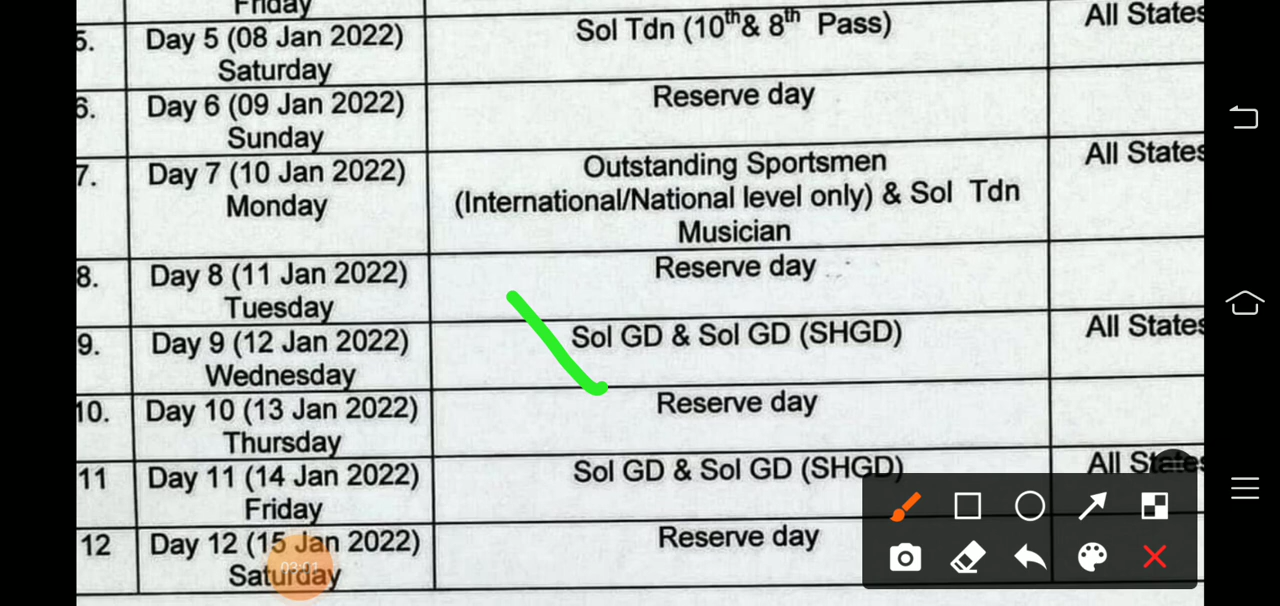 Friday
5. Day 5 (08 Jan 2022) Sol Tdn (10th& 8th Pass) All States
Saturday
6. Day 6 (09 Jan 2022) Reserve day
Sunday
7. Day 7 (10 Jan 2022) Outstanding Sportsmen All States
Monday (International/National level only) & Sol Tdn
Musician
8. Day 8 (11 Jan 2022) Reserve day
Tuesday
9. Day 9 (12 Jan 2022) Sol GD & Sol GD (SHGD) All States
Wednesday
10. Day 10 (13 Jan 2022) Reserve day
Thursday
11 Day 11 (14 Jan 2022) Sol GD & Sol GD (SHGD) All States
Friday
12 Day 12 (15 Jan 2022) Reserve day
Saturday